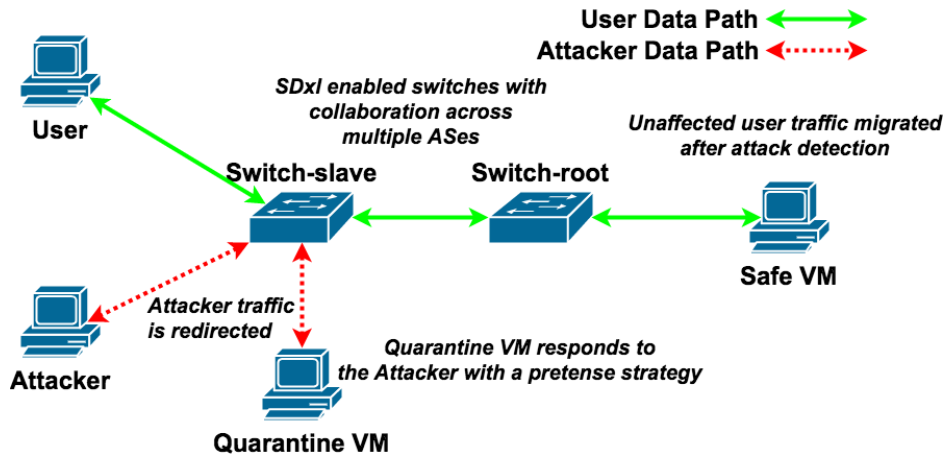 User Data Path
Attacker Data Path
SDxI enabled switches with
collaboration across
multiple ASes
Unaffected user traffic migrated
after attack detection
User
Switch-slave
Switch-root
Safe VM
Attacker traffic
is redirected
Attacker
Quarantine VM responds to
the Attacker with a pretense strategy
Quarantine VM